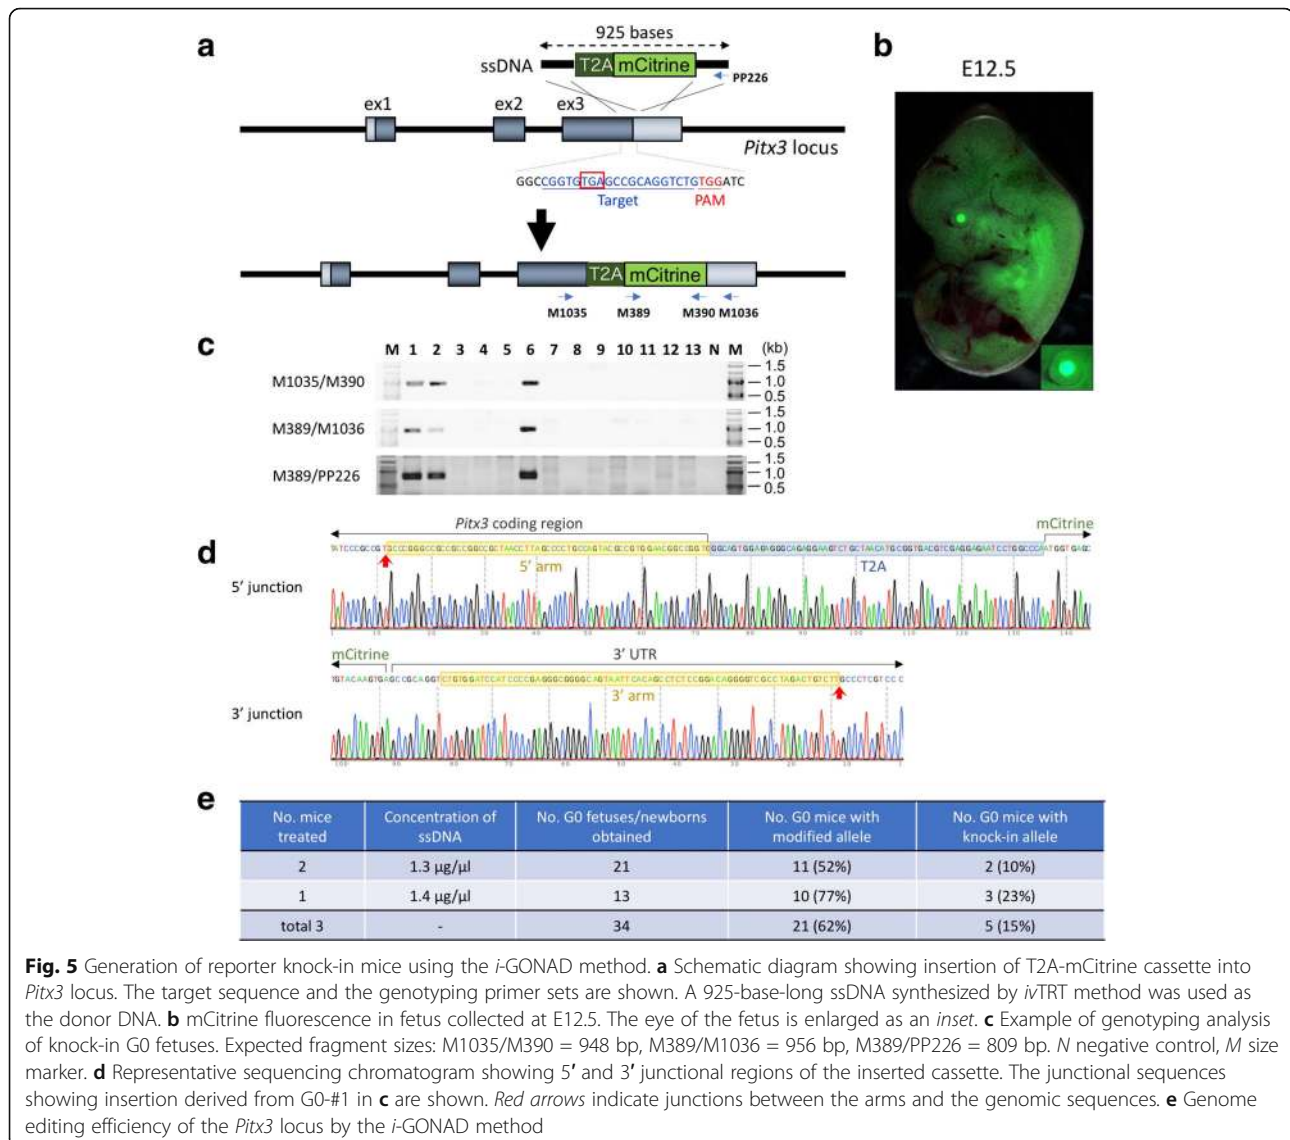 a
925 bases
ssDNA
T2A mCitrine
PP226
ex1 ex2 ex3
Pitx3 locus
GGCCGGTGTGAGCCGCAGGTCTGTGGATC
Target PAM
T2A mCitrine
M1035 M389 M390 M1036
b
E12.5
c
M 1 2 3 4 5 6 7 8 9 10 11 12 13 N M (kb)
M1035/M390
1.5
1.0
0.5
M389/M1036
1.5
1.0
0.5
M389/PP226
1.5
1.0
0.5
d
Pitx3 coding region mCitrine
5′ arm T2A
5′ junction
mCitrine 3′ UTR
TGTACAAGTGAGCCGCAGGTCTGTGGATCCATCCCCGAGGGCGGGGCAGTAATTCACAGCCTCTCCGGACAGGGGTCGCCTAGACTGTCTTGCCCTCGTCCC
3′ arm
3′ junction
e
No. mice treated | Concentration of ssDNA | No. G0 fetuses/newborns obtained | No. G0 mice with modified allele | No. G0 mice with knock-in allele
2 | 1.3 μg/μl | 21 | 11 (52%) | 2 (10%)
1 | 1.4 μg/μl | 13 | 10 (77%) | 3 (23%)
total 3 | - | 34 | 21 (62%) | 5 (15%)
Fig. 5 Generation of reporter knock-in mice using the i-GONAD method. a Schematic diagram showing insertion of T2A-mCitrine cassette into
Pitx3 locus. The target sequence and the genotyping primer sets are shown. A 925-base-long ssDNA synthesized by ivTRT method was used as
the donor DNA. b mCitrine fluorescence in fetus collected at E12.5. The eye of the fetus is enlarged as an inset. c Example of genotyping analysis
of knock-in G0 fetuses. Expected fragment sizes: M1035/M390 = 948 bp, M389/M1036 = 956 bp, M389/PP226 = 809 bp. N negative control, M size
marker. d Representative sequencing chromatogram showing 5′ and 3′ junctional regions of the inserted cassette. The junctional sequences
showing insertion derived from G0-#1 in c are shown. Red arrows indicate junctions between the arms and the genomic sequences. e Genome
editing efficiency of the Pitx3 locus by the i-GONAD method